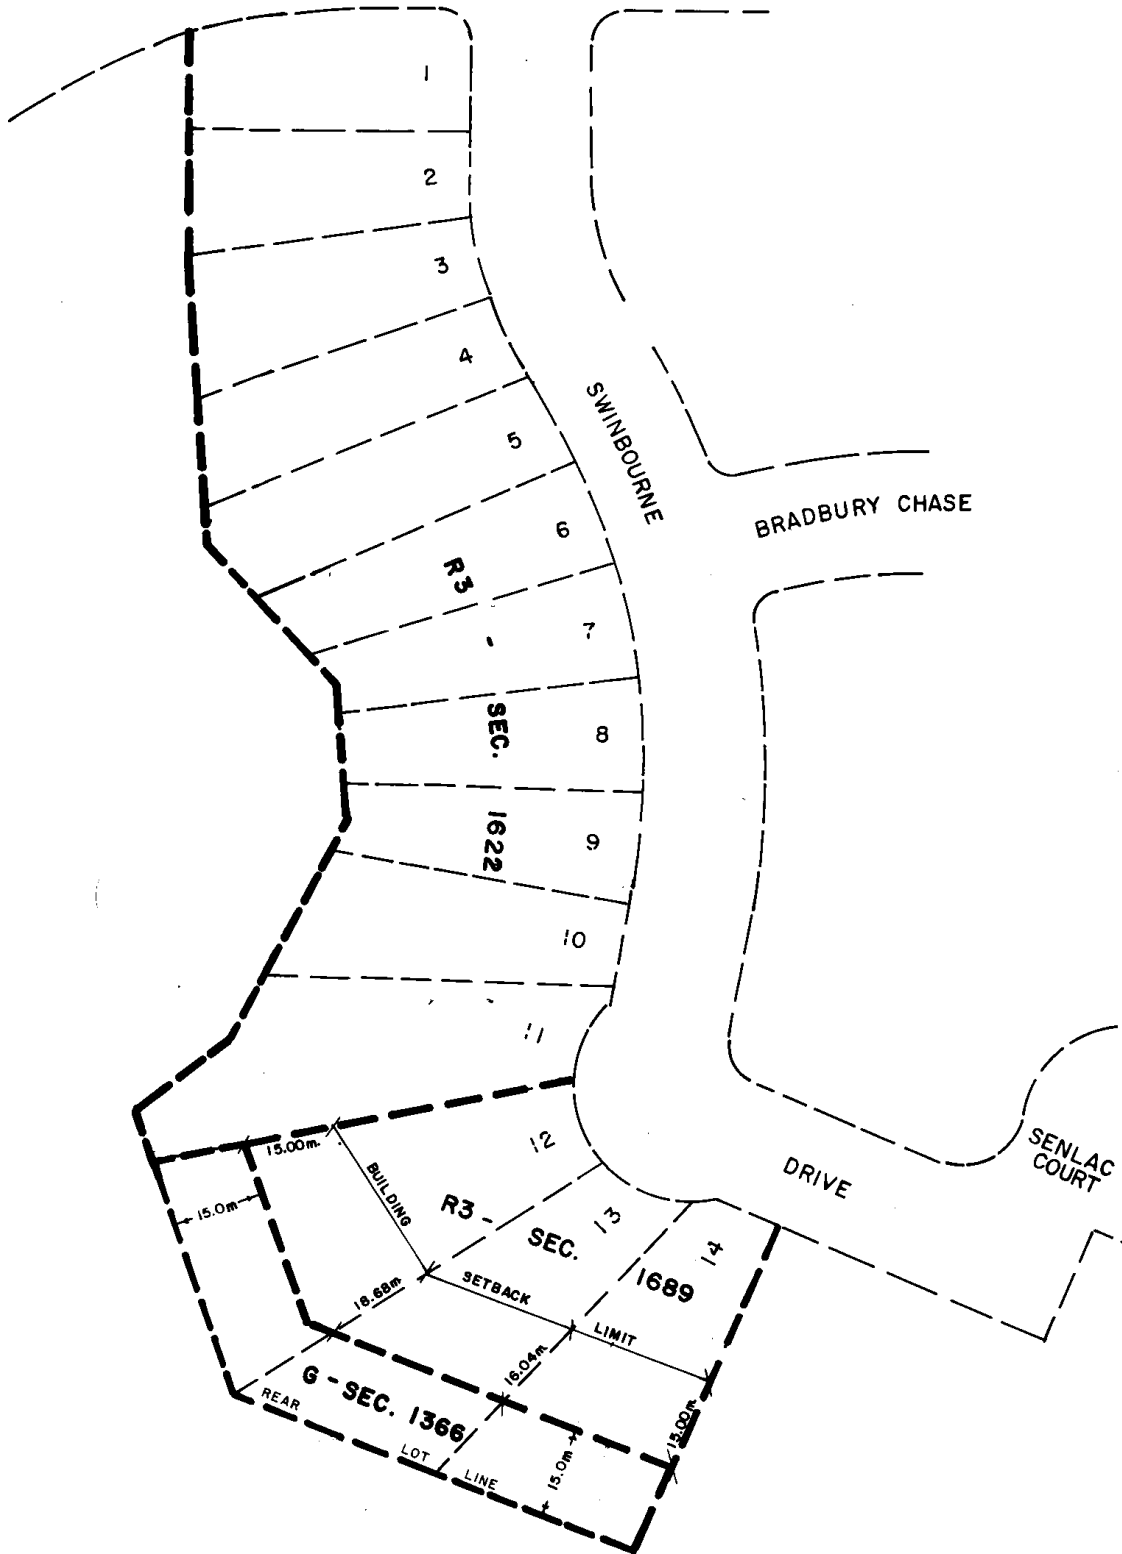 1
2
3
4
5
6
7
8
9
10
11
12
13
14
SWINBOURNE
BRADBURY CHASE
R3 - SEC. 1622
DRIVE
SENLAC
COURT
15.00m.
15.0m
BUILDING
SETBACK
LIMIT
R3 - SEC. 1689
18.68m.
16.04m.
15.00m.
G - SEC. 1366
REAR LOT LINE
15.0m